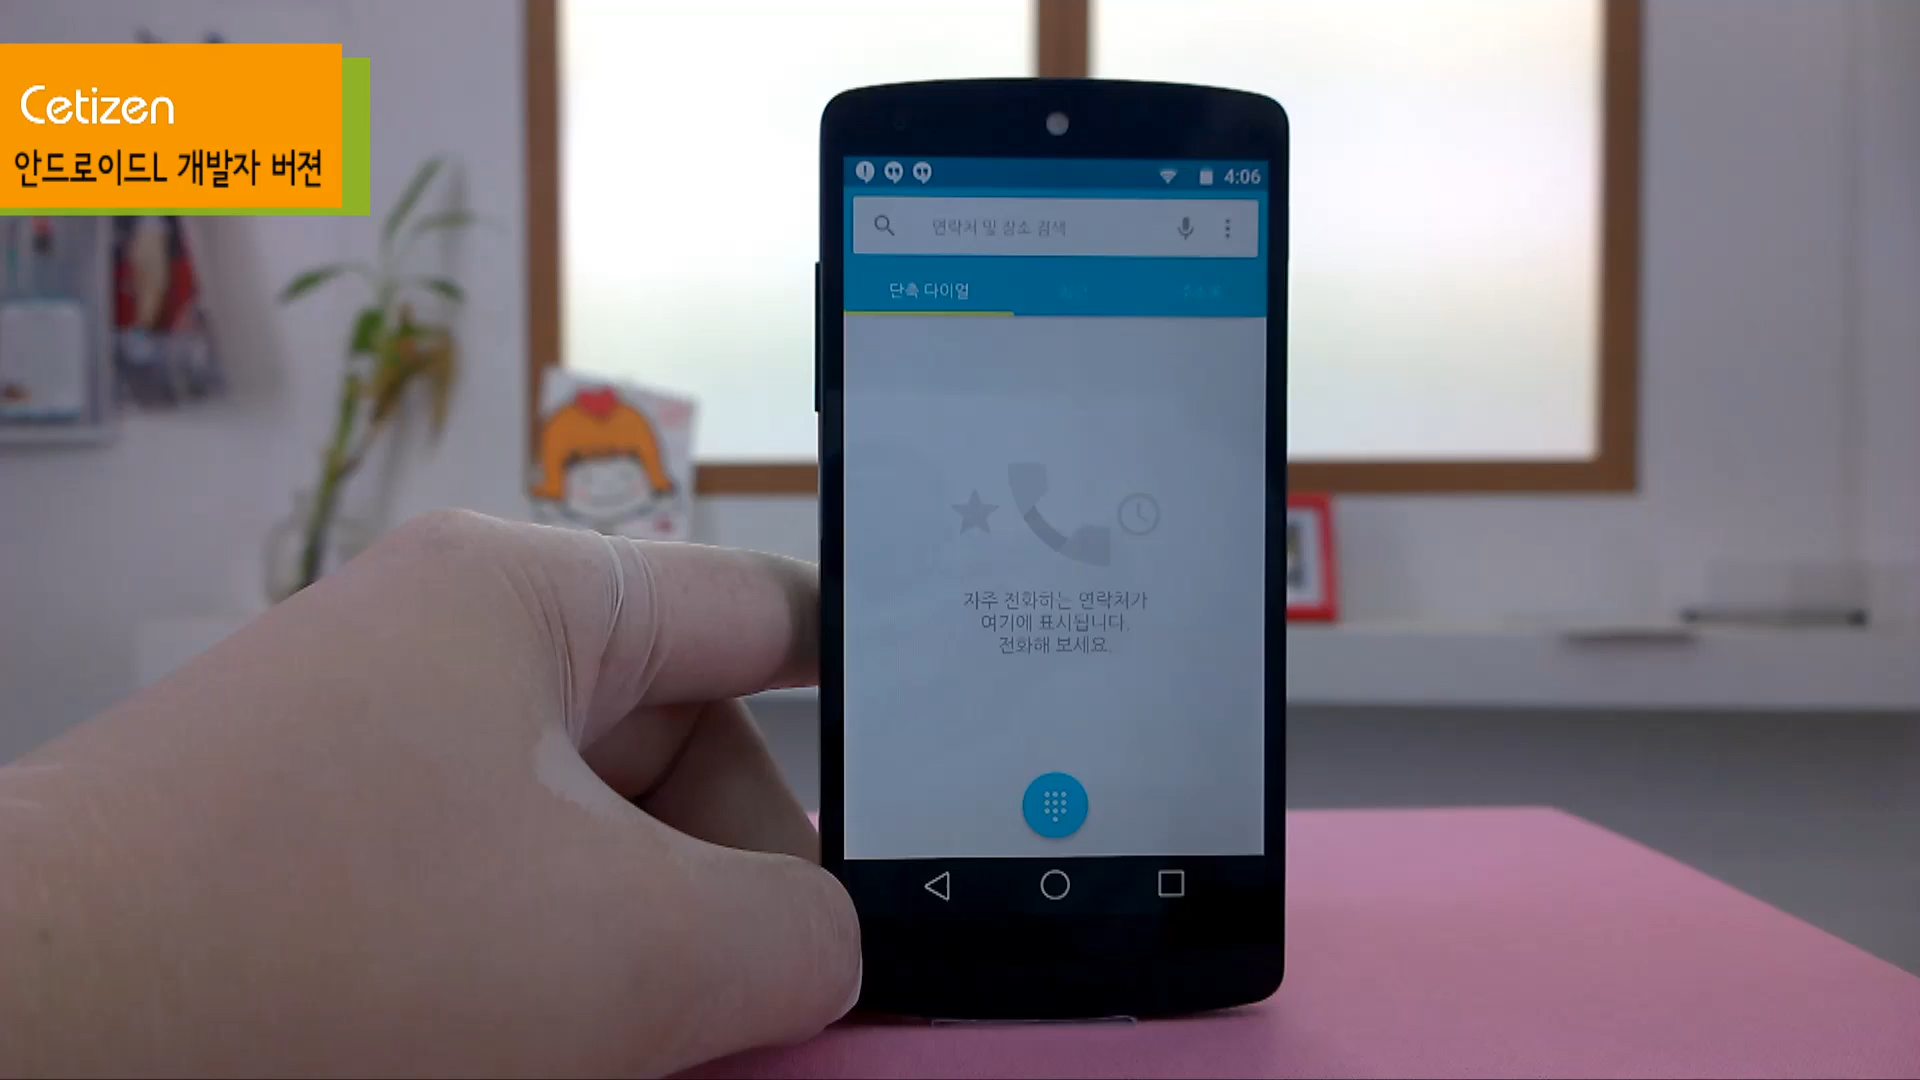 Cetizen
안드로이드L 개발자 버젼
4:06
연락처 및 장소 검색
단축 다이얼
자주 전화하는 연락처가
여기에 표시됩니다.
전화해 보세요.